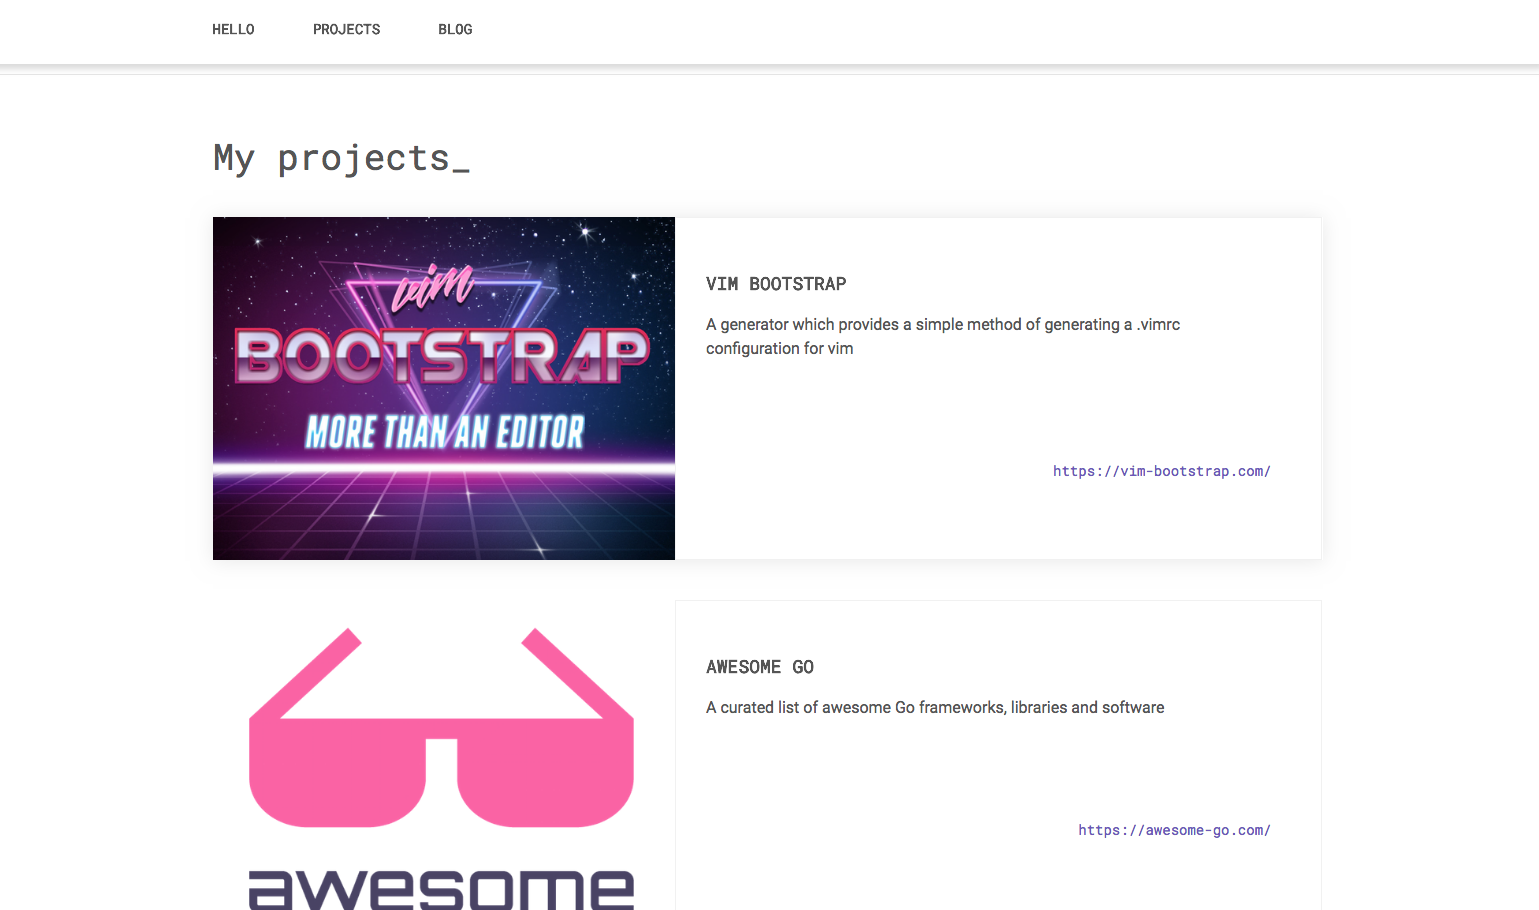 HELLO PROJECTS BLOG
My projects_
vim
BOOTSTRAP
MORE THAN AN EDITOR
VIM BOOTSTRAP
A generator which provides a simple method of generating a .vimrc
configuration for vim
https://vim-bootstrap.com/
AWESOME GO
A curated list of awesome Go frameworks, libraries and software
https://awesome-go.com/
awesome